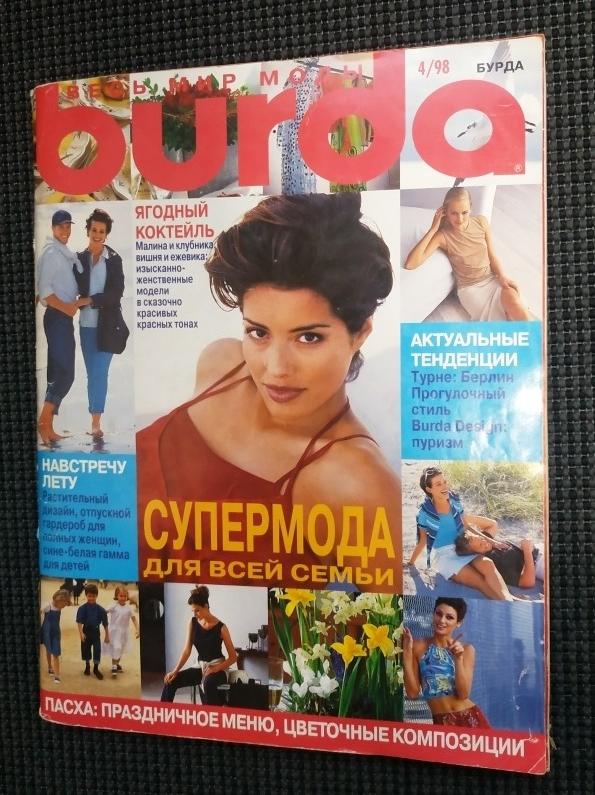 ВЕСЬ МИР МОДЫ
4/98 БУРДА
burda
ЯГОДНЫЙ
КОКТЕЙЛЬ
Малина и клубника,
вишня и ежевика:
изысканно-
женственные
модели
в сказочно
красивых
красных тонах
АКТУАЛЬНЫЕ
ТЕНДЕНЦИИ
Турне: Берлин
Прогулочный
стиль
Burda Design:
пуризм
НАВСТРЕЧУ
ЛЕТУ
Растительный
дизайн, отпускной
гардероб для
полных женщин,
сине-белая гамма
для детей
СУПЕРМОДА
ДЛЯ ВСЕЙ СЕМЬИ
ПАСХА: ПРАЗДНИЧНОЕ МЕНЮ, ЦВЕТОЧНЫЕ КОМПОЗИЦИИ